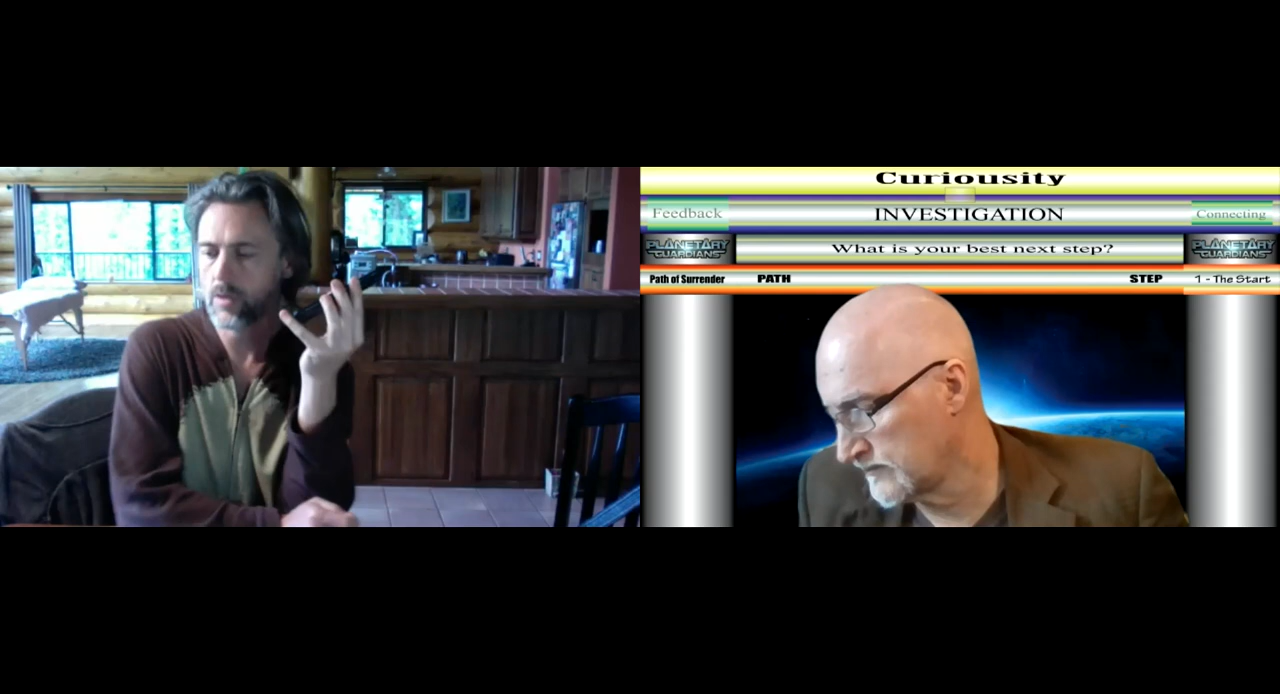 Curiousity
Feedback INVESTIGATION Connecting
PLANETARY GUARDIANS What is your best next step? PLANETARY GUARDIANS
Path of Surrender PATH STEP 1 - The Start